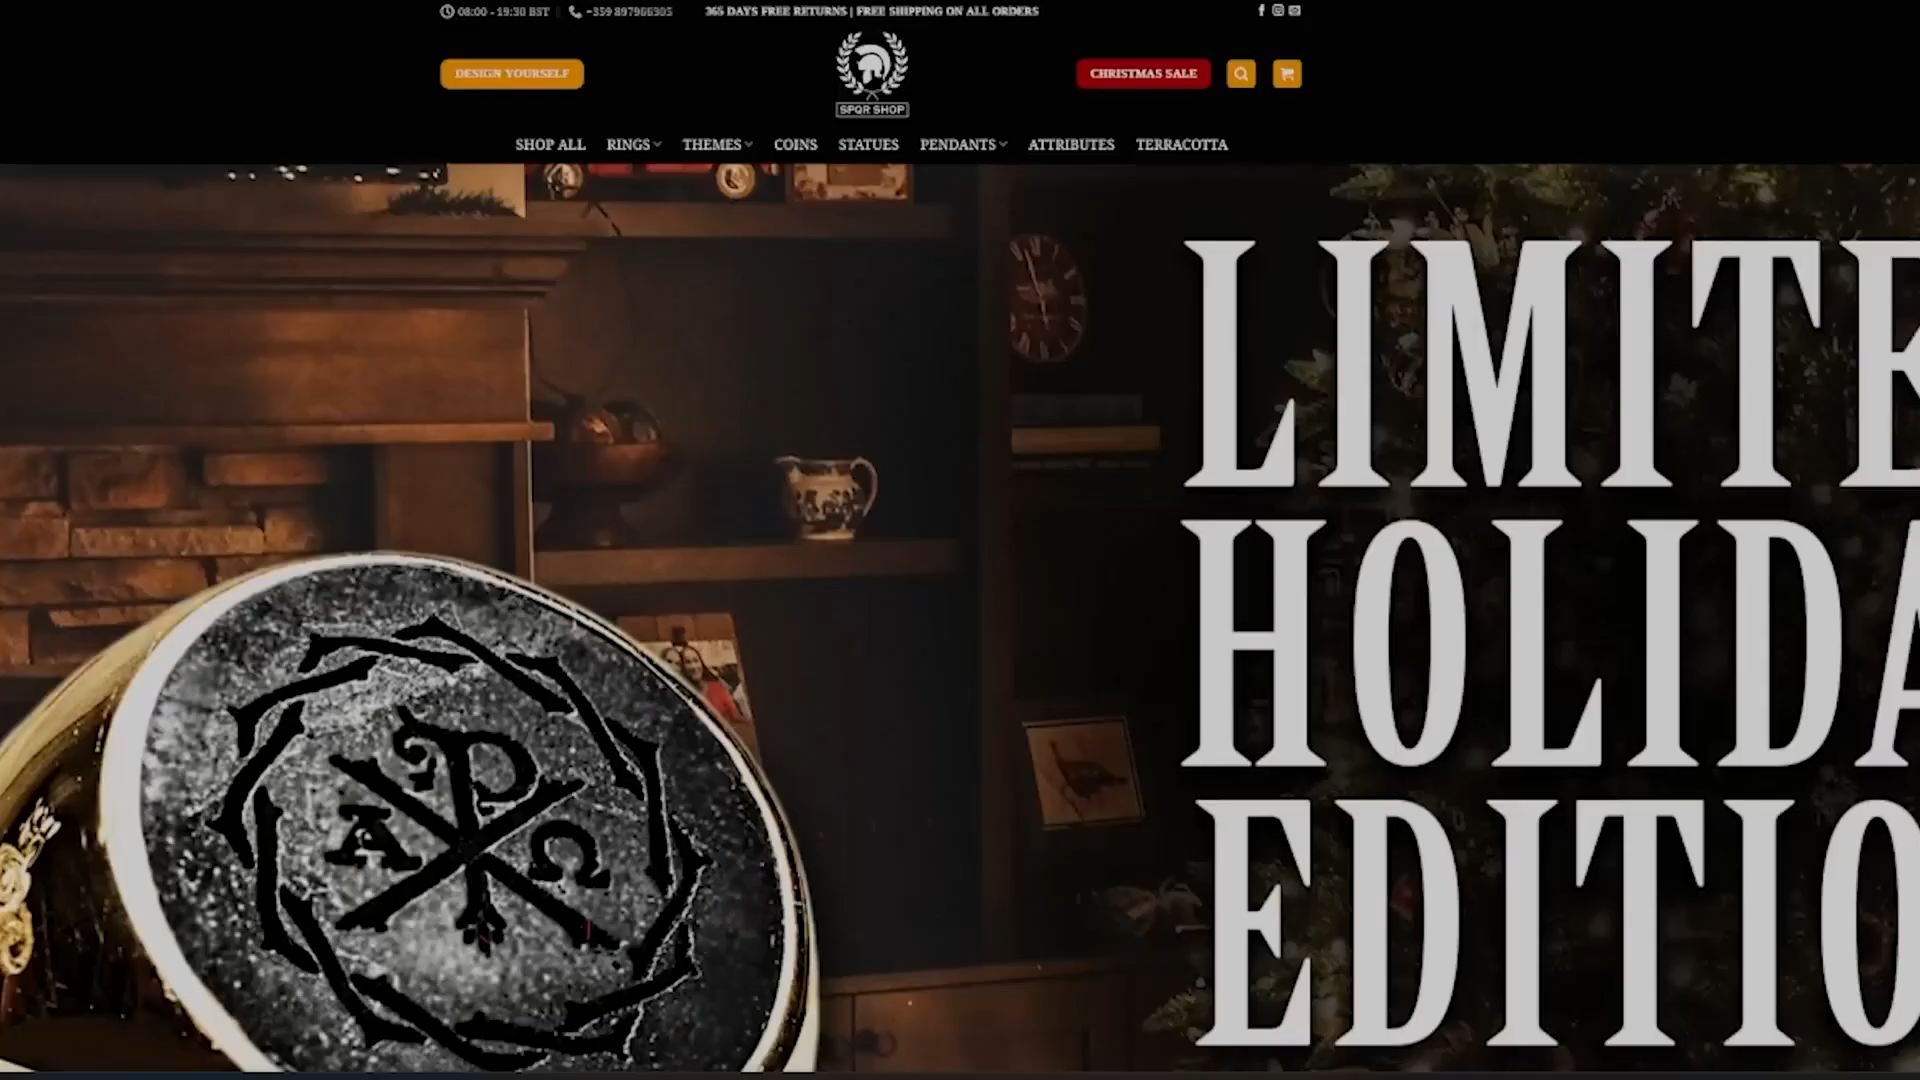 08:00 - 19:30 BST | +359 897966305
365 DAYS FREE RETURNS | FREE SHIPPING ON ALL ORDERS
DESIGN YOURSELF
SPQR SHOP
CHRISTMAS SALE
SHOP ALL RINGS THEMES COINS STATUES PENDANTS ATTRIBUTES TERRACOTTA
LIMITE
HOLIDA
EDITIO
Α Ρ Ω